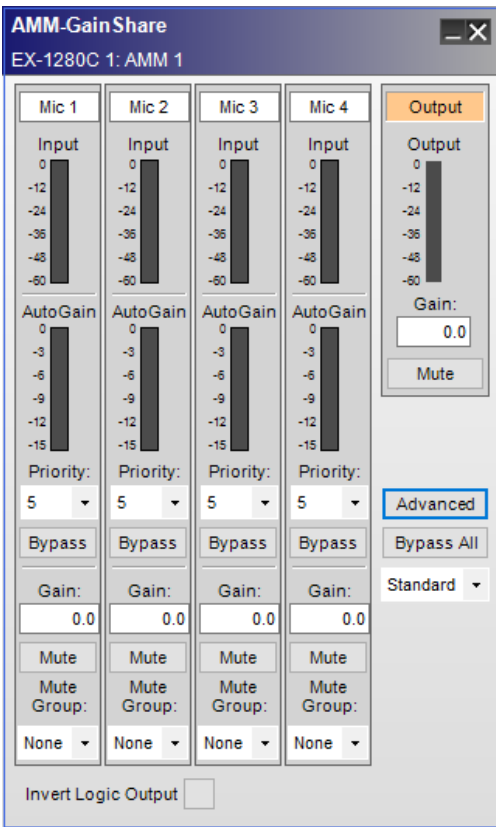 AMM-GainShare
EX-1280C 1: AMM 1
Mic 1 Mic 2 Mic 3 Mic 4 Output
Input Input Input Input Output
0 0 0 0 0
-12 -12 -12 -12 -12
-24 -24 -24 -24 -24
-36 -36 -36 -36 -36
-48 -48 -48 -48 -48
-60 -60 -60 -60 -60
AutoGain AutoGain AutoGain AutoGain Gain:
0 0 0 0 0.0
-3 -3 -3 -3
-6 -6 -6 -6 Mute
-9 -9 -9 -9
-12 -12 -12 -12
-15 -15 -15 -15
Priority: Priority: Priority: Priority:
5 5 5 5 Advanced
Bypass Bypass Bypass Bypass Bypass All
Gain: Gain: Gain: Gain: Standard
0.0 0.0 0.0 0.0
Mute Mute Mute Mute
Mute Mute Mute Mute
Group: Group: Group: Group:
None None None None
Invert Logic Output